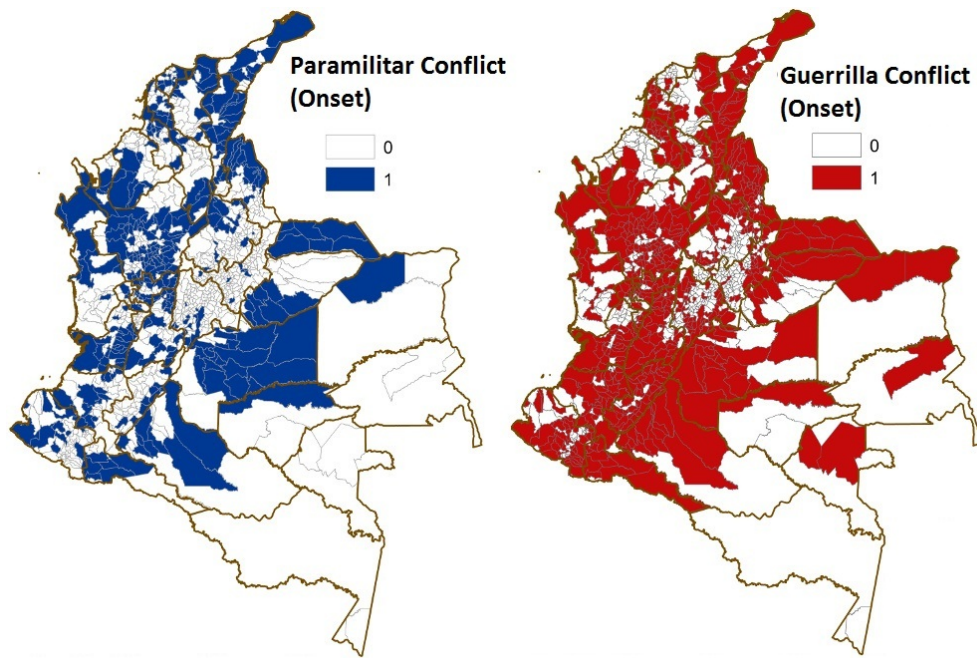 Paramilitar Conflict
(Onset)
0
1
Guerrilla Conflict
(Onset)
0
1